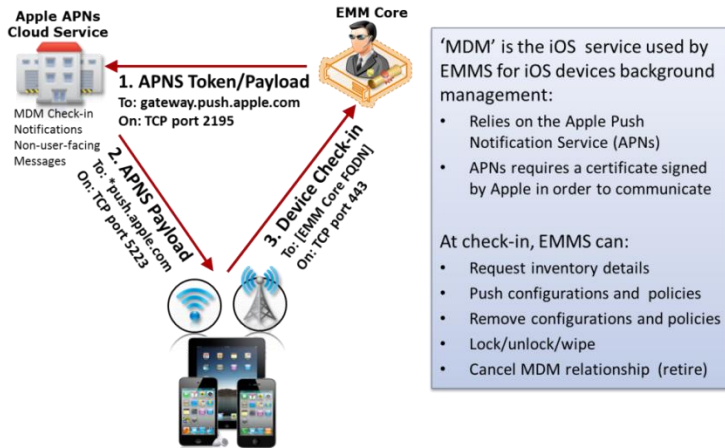 Apple APNs
Cloud Service
EMM Core
1. APNS Token/Payload
To: gateway.push.apple.com
On: TCP port 2195
MDM Check-in
Notifications
Non-user-facing
Messages
2. APNS Payload
To: *push.apple.com
On: TCP port 5223
3. Device Check-in
To: [EMM Core FQDN]
On: TCP port 443
‘MDM’ is the iOS service used by
EMMS for iOS devices background
management:
• Relies on the Apple Push
Notification Service (APNs)
• APNs requires a certificate signed
by Apple in order to communicate
At check-in, EMMS can:
• Request inventory details
• Push configurations and policies
• Remove configurations and policies
• Lock/unlock/wipe
• Cancel MDM relationship (retire)